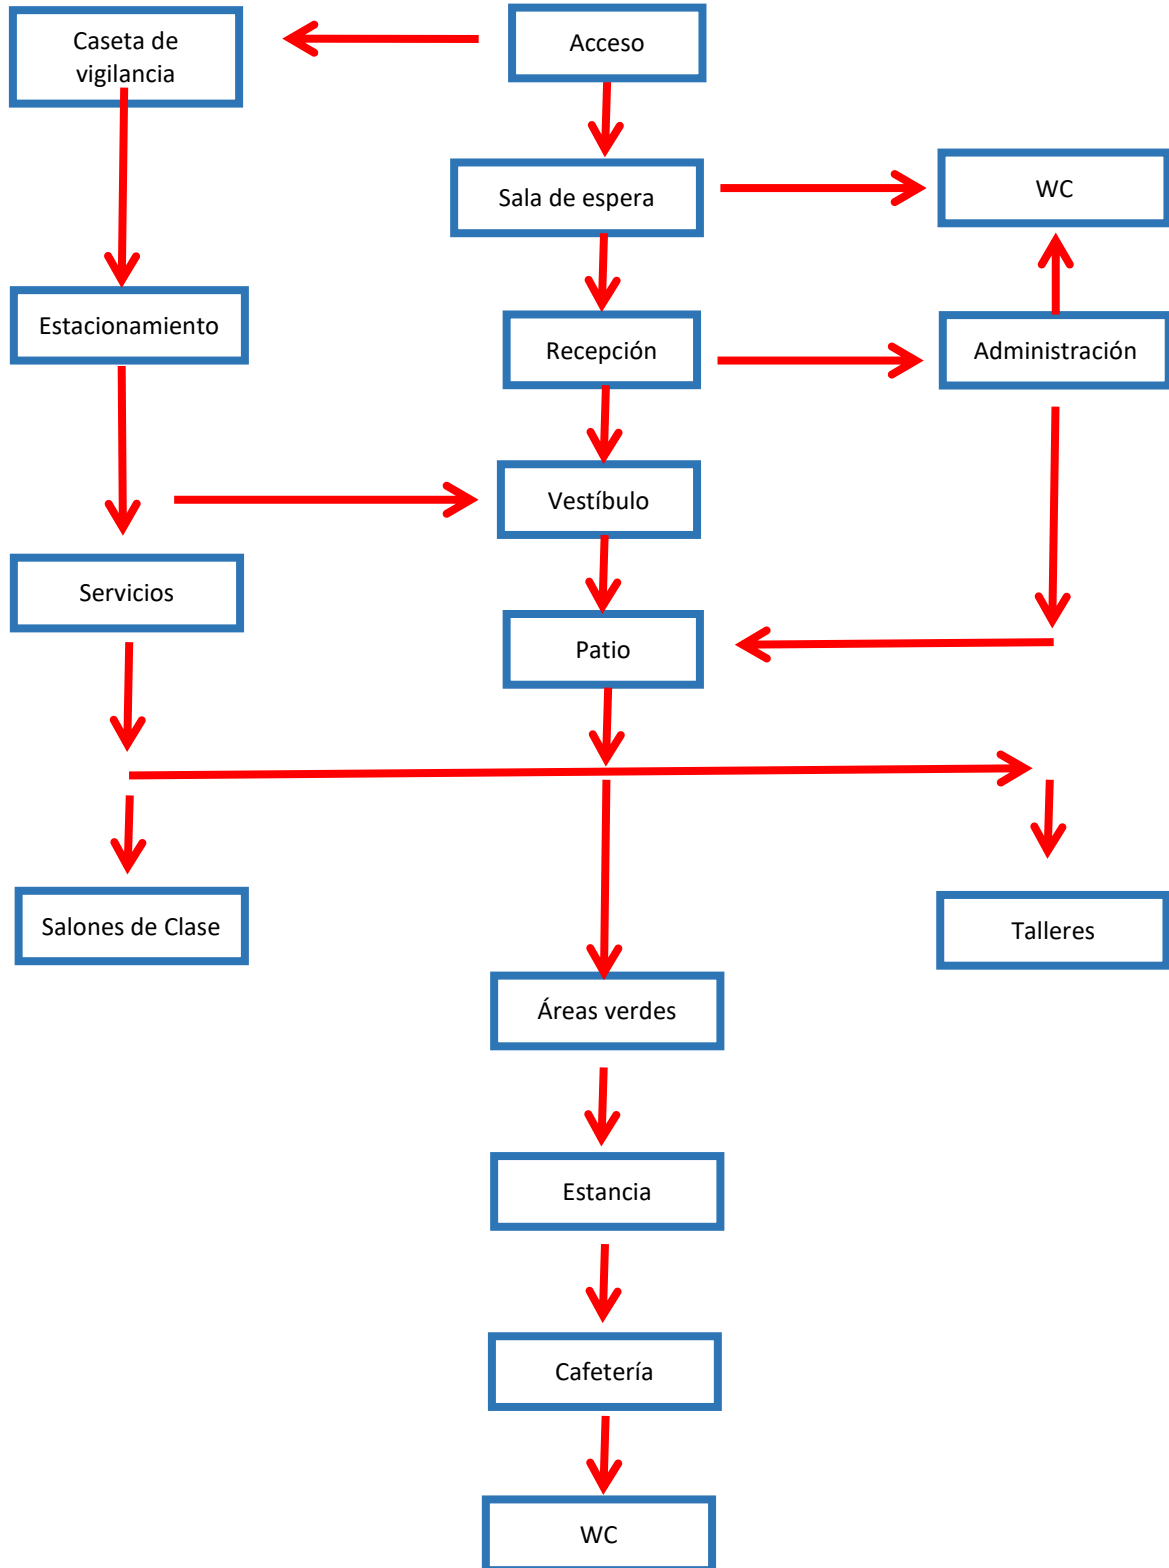 Caseta de
vigilancia
Acceso
Sala de espera
WC
Estacionamiento
Recepción
Administración
Vestíbulo
Servicios
Patio
Salones de Clase
Talleres
Áreas verdes
Estancia
Cafetería
WC